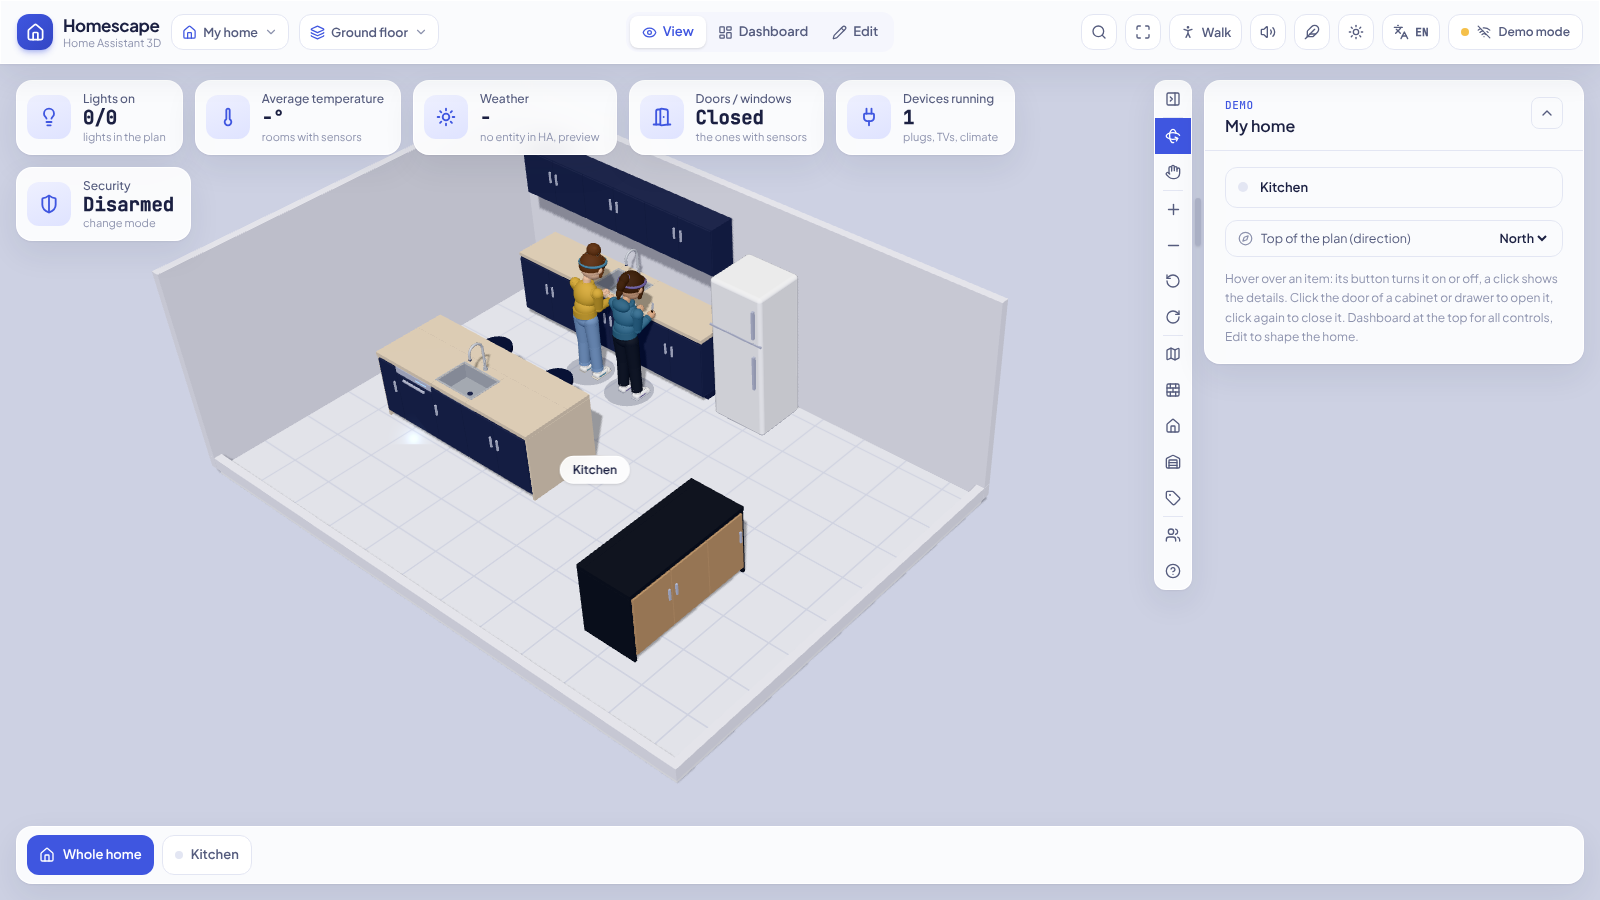 Homescape
Home Assistant 3D
My home
Ground floor
View
Dashboard
Edit
Walk
EN
Demo mode
Lights on
0/0
lights in the plan
Average temperature
-°
rooms with sensors
Weather
-
no entity in HA, preview
Doors / windows
Closed
the ones with sensors
Devices running
1
plugs, TVs, climate
Security
Disarmed
change mode
DEMO
My home
Kitchen
Top of the plan (direction)
North
Hover over an item: its button turns it on or off, a click shows
the details. Click the door of a cabinet or drawer to open it,
click again to close it. Dashboard at the top for all controls,
Edit to shape the home.
Kitchen
Whole home
Kitchen